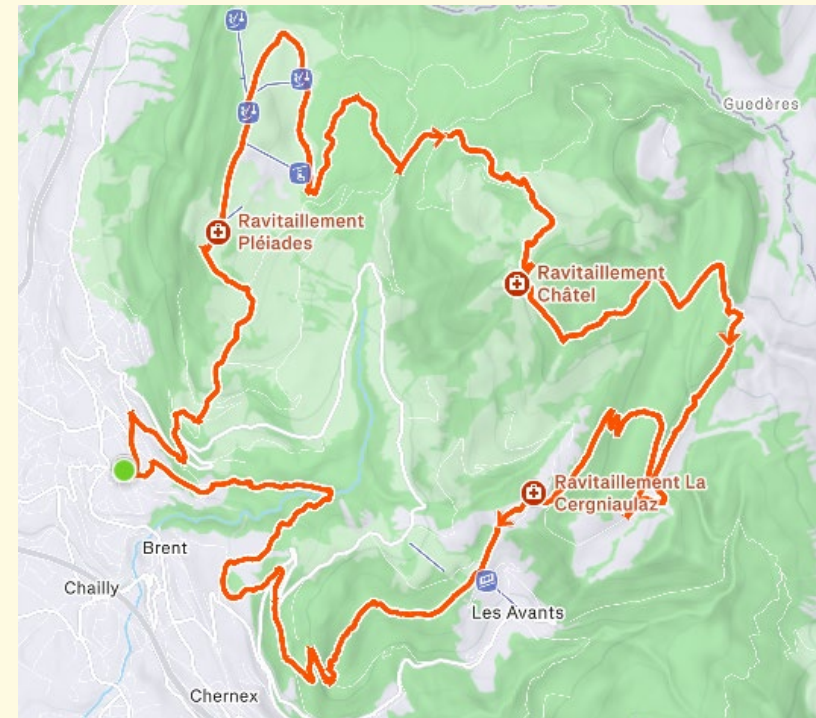 Guedères
Ravitaillement
Pléiades
Ravitaillement
Châtel
Ravitaillement La
Cergniaulaz
Brent
Chailly
Les Avants
Chernex